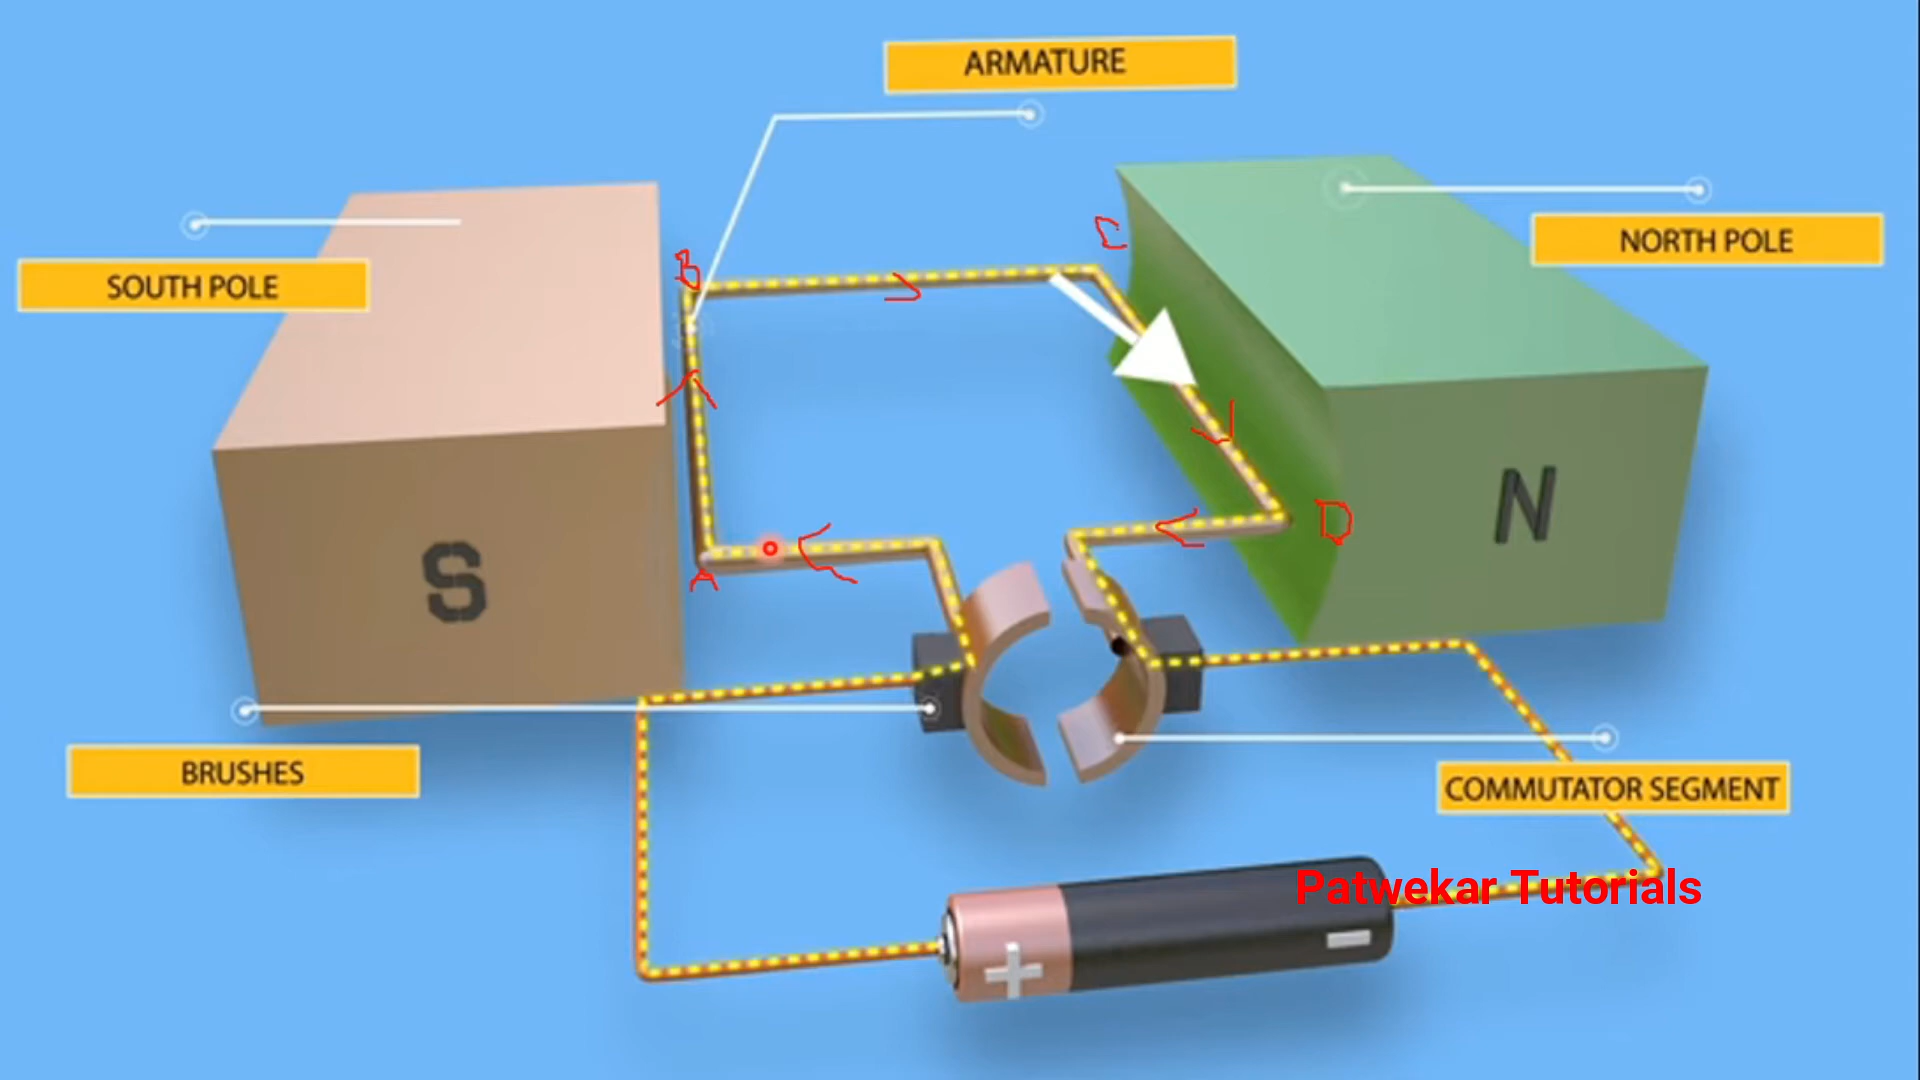 ARMATURE
NORTH POLE
SOUTH POLE
B
C
S
N
A
D
BRUSHES
COMMUTATOR SEGMENT
Patwekar Tutorials
+
-